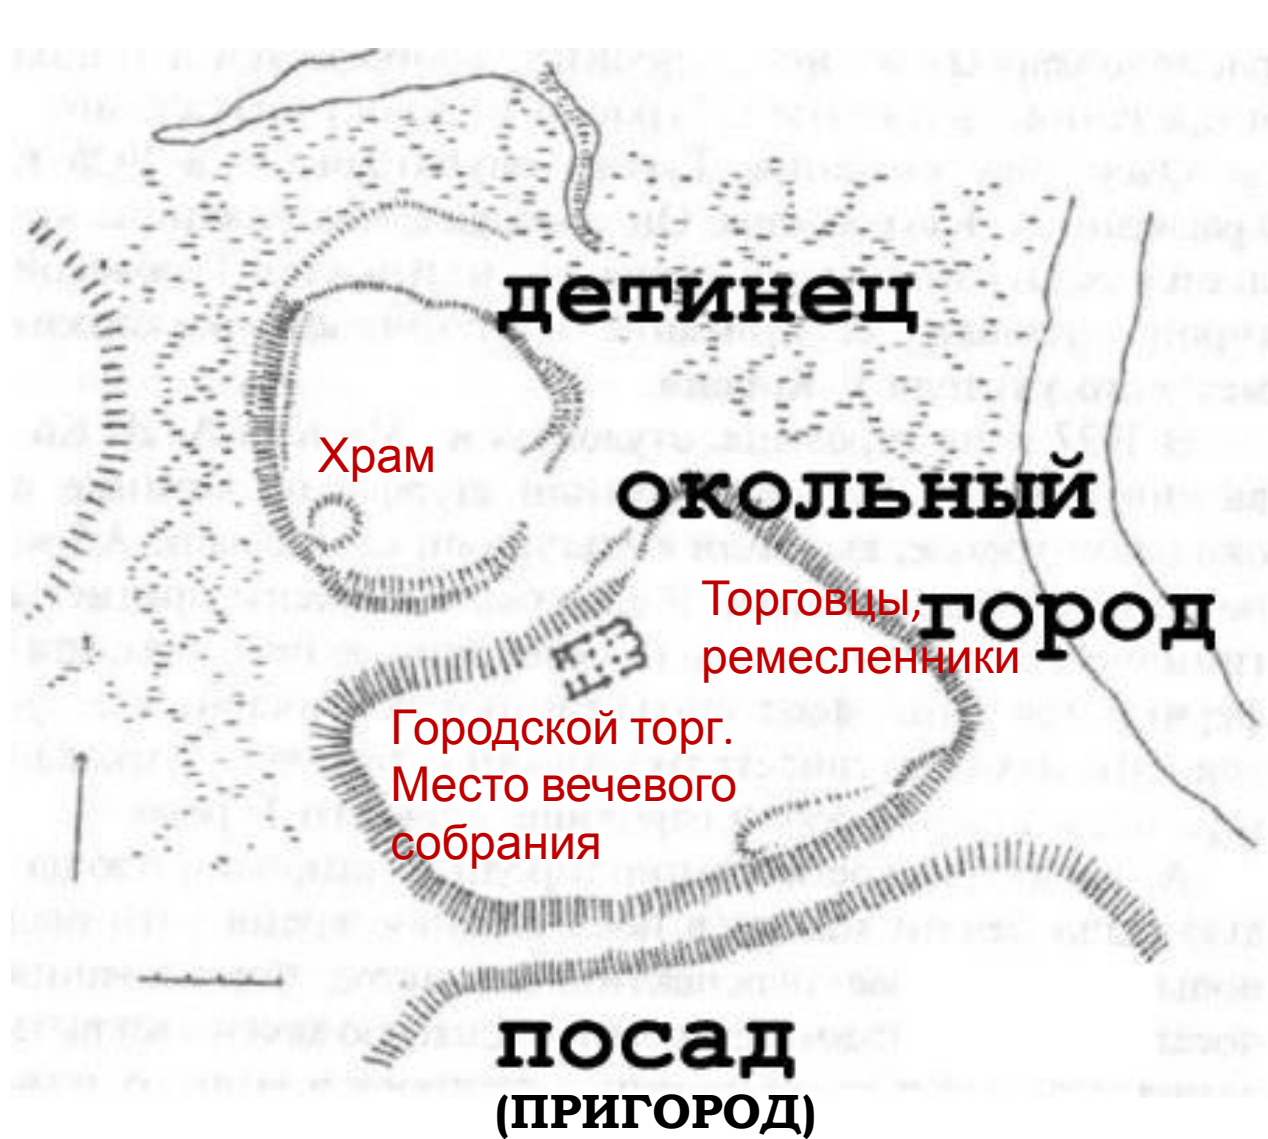 детинец
Храм
окольный
город
Торговцы,
ремесленники
Городской торг.
Место вечевого
собрания
посад
(ПРИГОРОД)